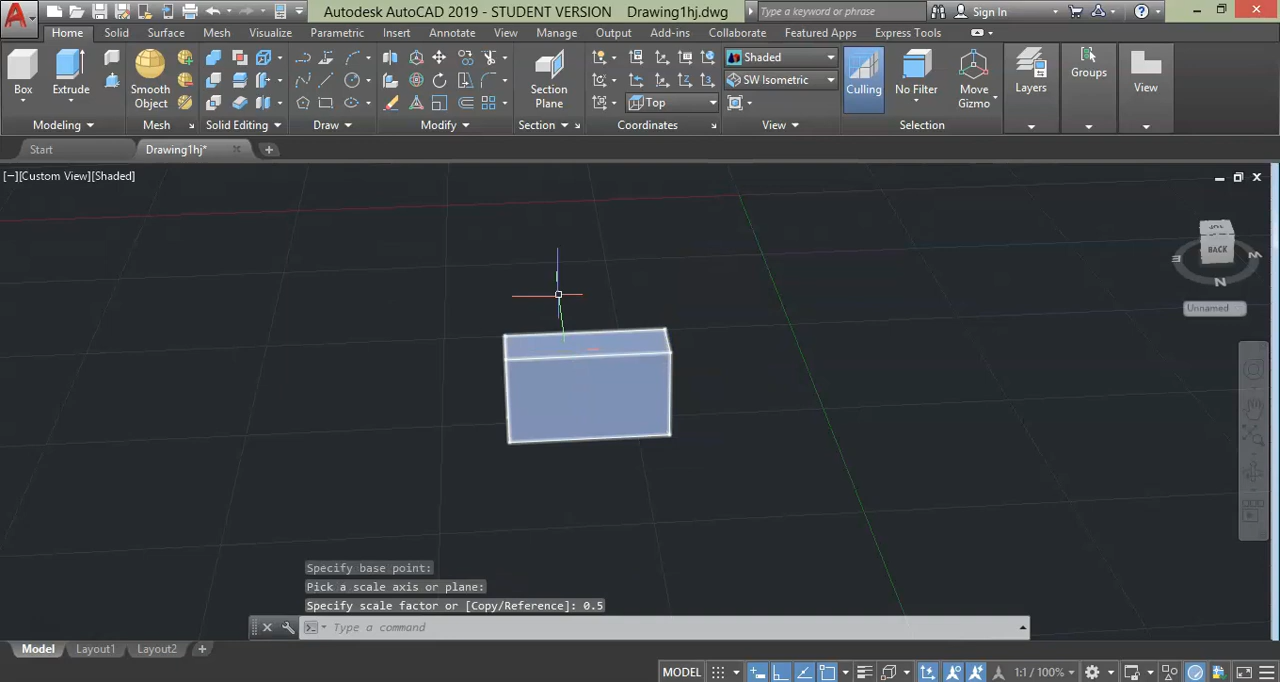 Autodesk AutoCAD 2019 - STUDENT VERSION Drawing1hj.dwg
Type a keyword or phrase
Sign In
Home Solid Surface Mesh Visualize Parametric Insert Annotate View Manage Output Add-ins Collaborate Featured Apps Express Tools
Shaded
SW Isometric
Top
Box
Extrude
Smooth
Object
Section
Plane
Culling
No Filter
Move
Gizmo
Layers
Groups
View
Modeling
Mesh
Solid Editing
Draw
Modify
Section
Coordinates
View
Selection
Start
Drawing1hj*
[−][Custom View][Shaded]
BACK
N
Unnamed
Specify base point:
Pick a scale axis or plane:
Specify scale factor or [Copy/Reference]: 0.5
Type a command
Model Layout1 Layout2
MODEL
1:1 / 100%